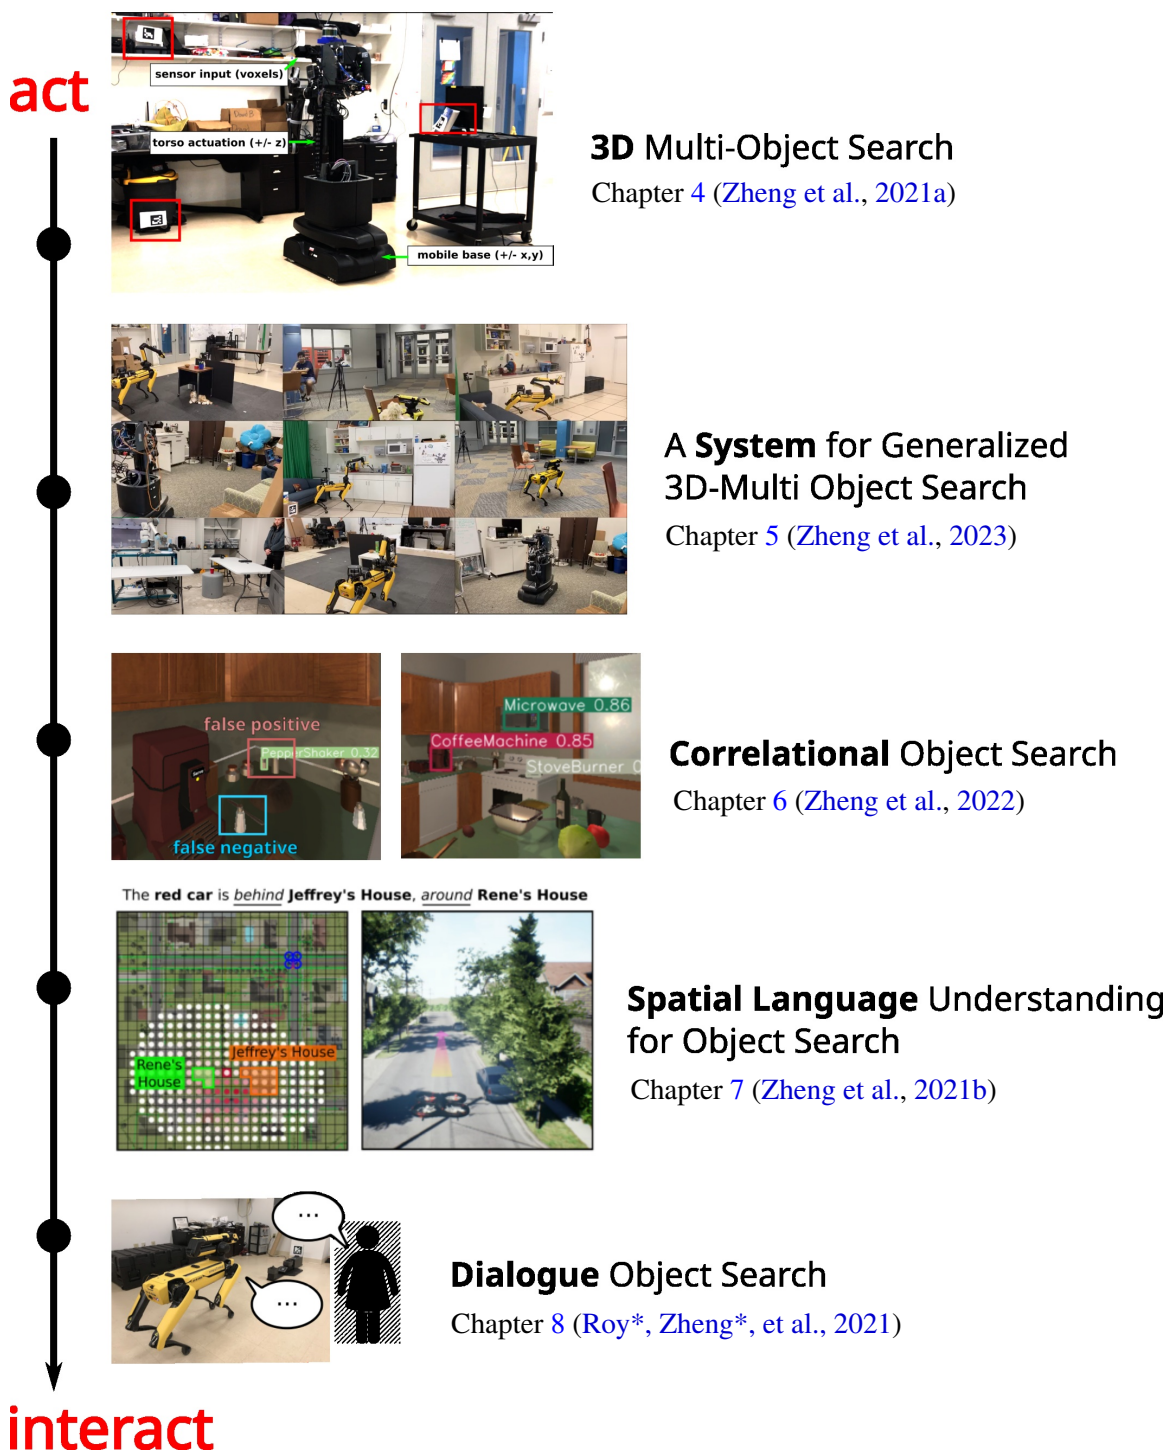 act
sensor input (voxels)
torso actuation (+/- z)
mobile base (+/- x,y)
3D Multi-Object Search
Chapter 4 (Zheng et al., 2021a)
A System for Generalized
3D-Multi Object Search
Chapter 5 (Zheng et al., 2023)
false positive
PepperShaker 0.32
false negative
Microwave 0.86
CoffeeMachine 0.85
StoveBurner 0
Correlational Object Search
Chapter 6 (Zheng et al., 2022)
The red car is behind Jeffrey's House, around Rene's House
Jeffrey's House
Rene's
House
Spatial Language Understanding
for Object Search
Chapter 7 (Zheng et al., 2021b)
...
...
Dialogue Object Search
Chapter 8 (Roy*, Zheng*, et al., 2021)
interact